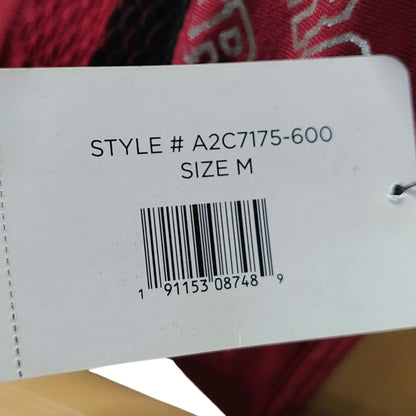 STYLE # A2C7175-600
SIZE M
1 91153 08748 9